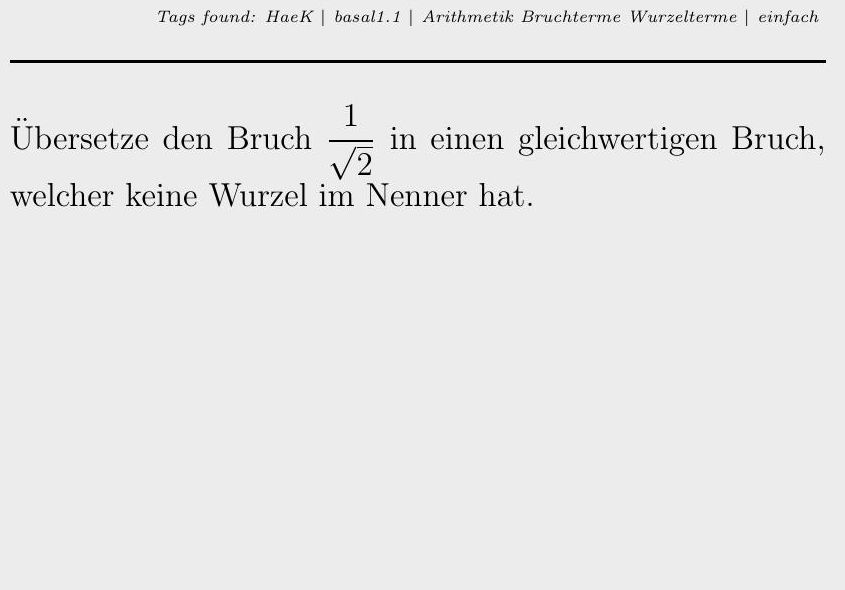 Tags found: HaeK | basal1.1 | Arithmetik Bruchterme Wurzelterme | einfach
Übersetze den Bruch $\frac{1}{\sqrt{2}}$ in einen gleichwertigen Bruch,
welcher keine Wurzel im Nenner hat.